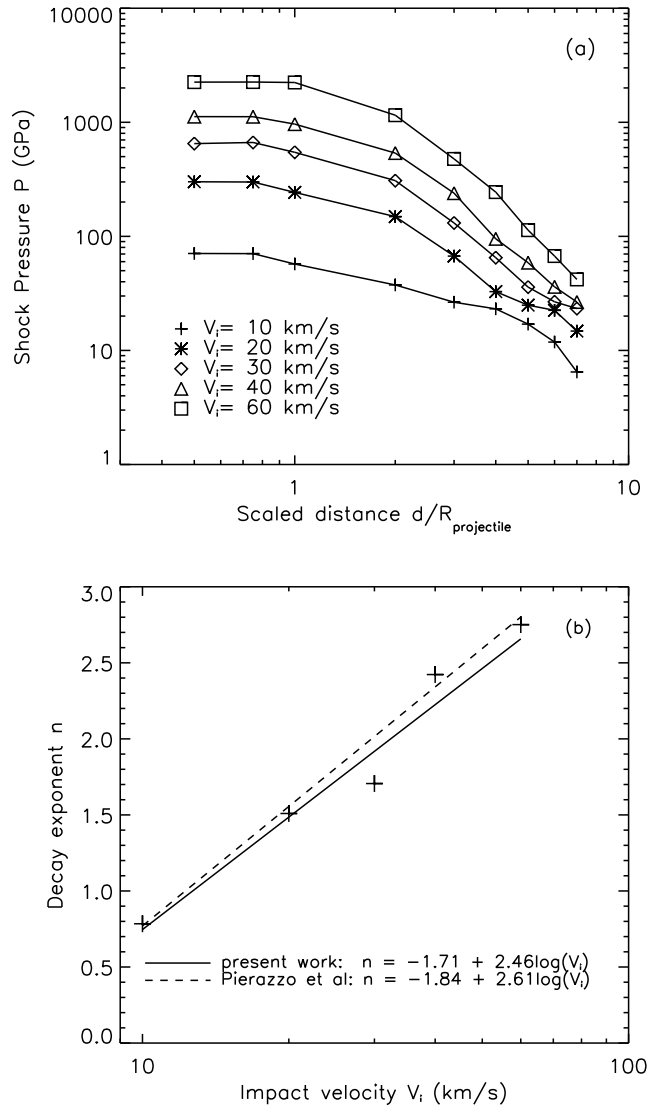 10000
1000
100
10
1
Shock Pressure P (GPa)
(a)
Vi= 10 km/s
Vi= 20 km/s
Vi= 30 km/s
Vi= 40 km/s
Vi= 60 km/s
1
10
Scaled distance d/Rprojectile
3.0
2.5
2.0
1.5
1.0
0.5
0.0
Decay exponent n
(b)
present work: n = −1.71 + 2.46log(Vi)
Pierazzo et al: n = −1.84 + 2.61log(Vi)
10
100
Impact velocity Vi (km/s)